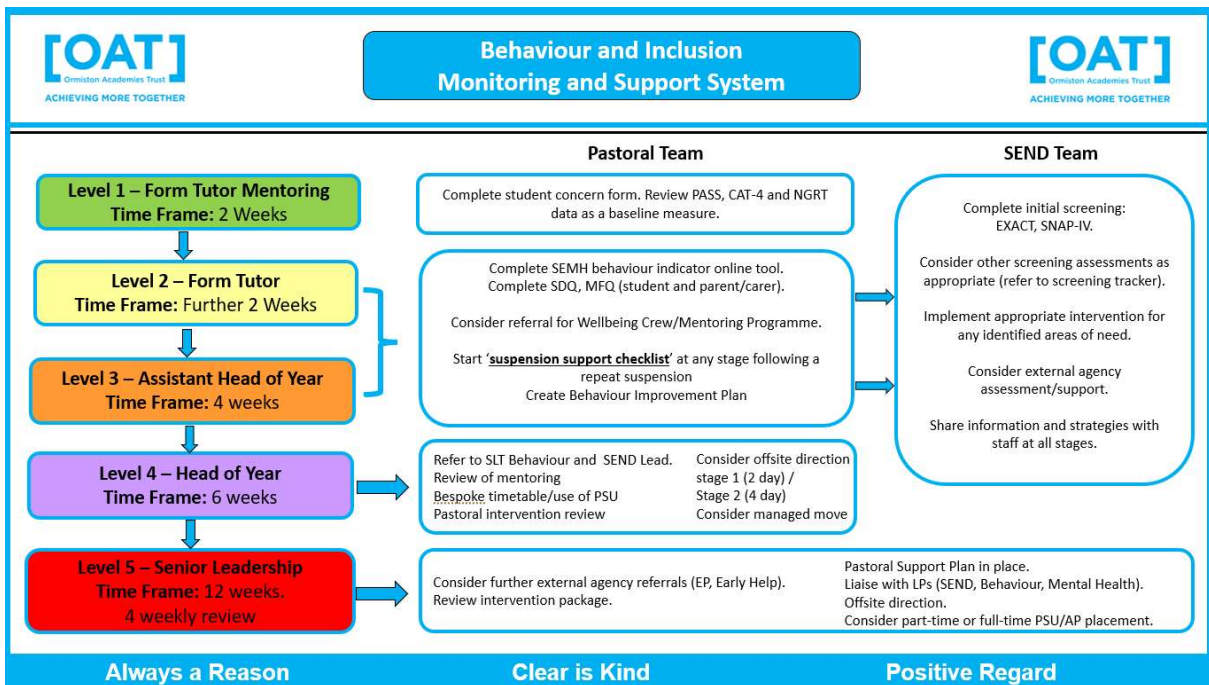 [OAT]
Ormiston Academies Trust
ACHIEVING MORE TOGETHER
Behaviour and Inclusion
Monitoring and Support System
[OAT]
Ormiston Academies Trust
ACHIEVING MORE TOGETHER
Pastoral Team
SEND Team
Level 1 – Form Tutor Mentoring
Time Frame: 2 Weeks
Complete student concern form. Review PASS, CAT-4 and NGRT
data as a baseline measure.
Level 2 – Form Tutor
Time Frame: Further 2 Weeks
Level 3 – Assistant Head of Year
Time Frame: 4 weeks
Complete SEMH behaviour indicator online tool.
Complete SDQ, MFQ (student and parent/carer).
Consider referral for Wellbeing Crew/Mentoring Programme.
Start ‘suspension support checklist’ at any stage following a
repeat suspension
Create Behaviour Improvement Plan
Complete initial screening:
EXACT, SNAP-IV.
Consider other screening assessments as
appropriate (refer to screening tracker).
Implement appropriate intervention for
any identified areas of need.
Consider external agency
assessment/support.
Share information and strategies with
staff at all stages.
Level 4 – Head of Year
Time Frame: 6 weeks
Refer to SLT Behaviour and SEND Lead.
Review of mentoring
Bespoke timetable/use of PSU
Pastoral intervention review
Consider offsite direction
stage 1 (2 day) /
Stage 2 (4 day)
Consider managed move
Level 5 – Senior Leadership
Time Frame: 12 weeks.
4 weekly review
Consider further external agency referrals (EP, Early Help).
Review intervention package.
Pastoral Support Plan in place.
Liaise with LPs (SEND, Behaviour, Mental Health).
Offsite direction.
Consider part-time or full-time PSU/AP placement.
Always a Reason
Clear is Kind
Positive Regard